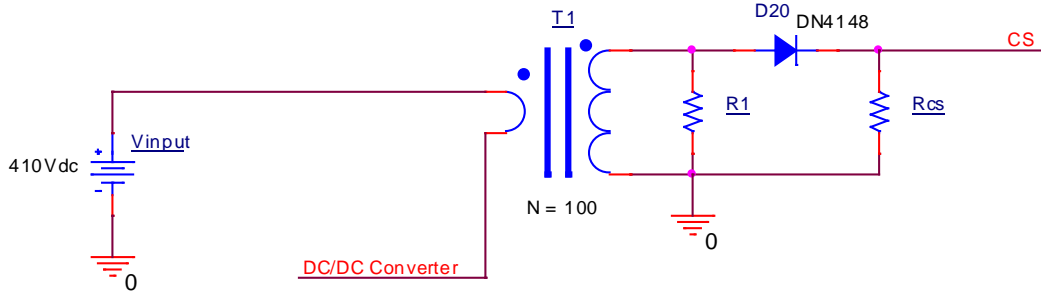 T1
D20
DN4148
CS
Vinput
+
410Vdc
-
R1
Rcs
N = 100
0
0
DC/DC Converter